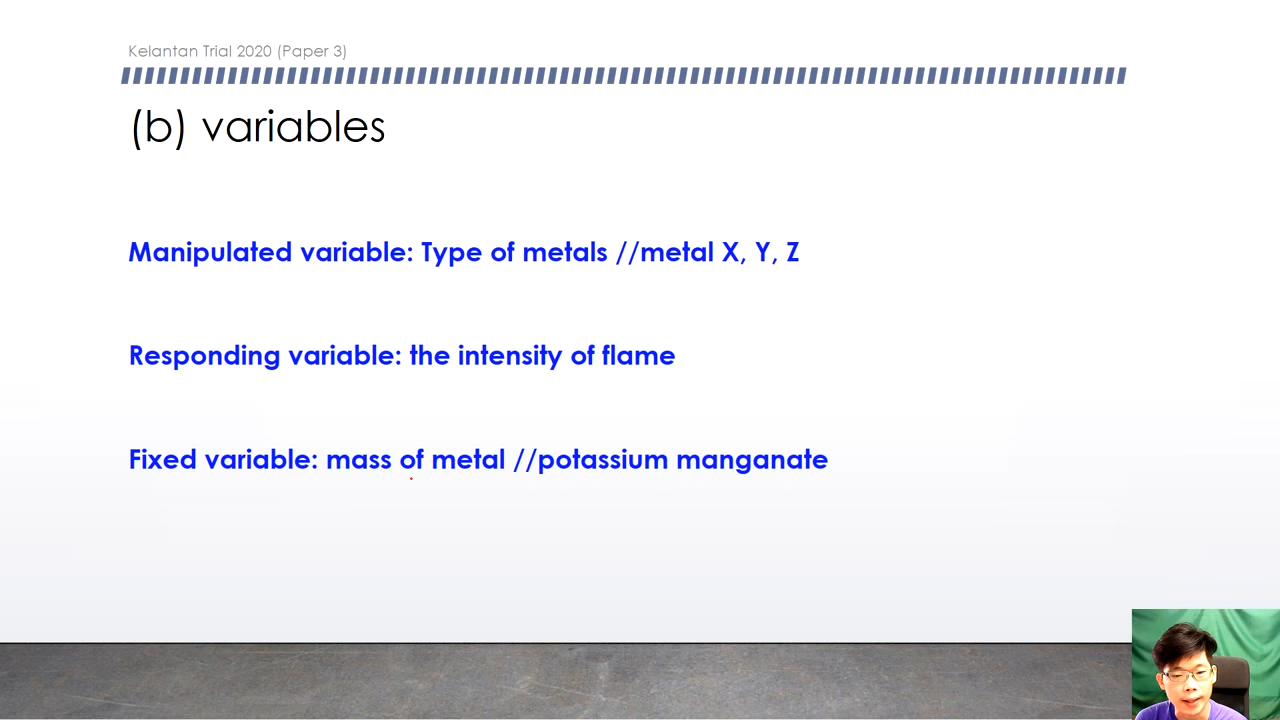 Kelantan Trial 2020 (Paper 3)
(b) variables
Manipulated variable: Type of metals //metal X, Y, Z
Responding variable: the intensity of flame
Fixed variable: mass of metal //potassium manganate